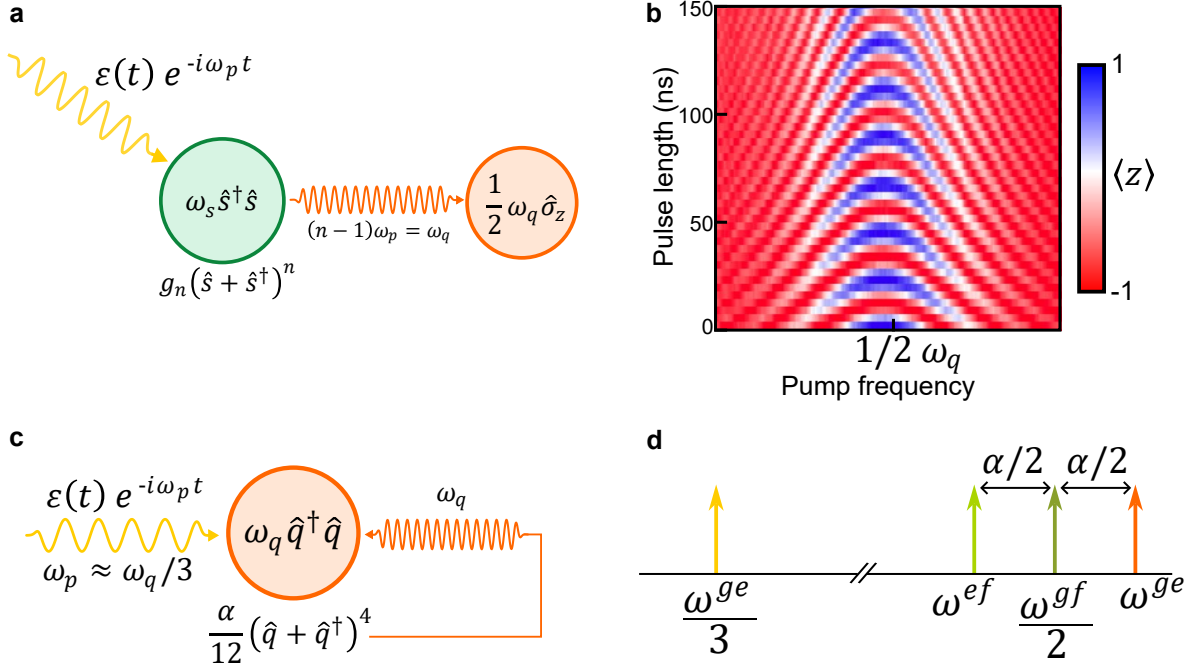 a
ε(t) e^{-iω_p t}
ω_s ŝ†ŝ
(n − 1)ω_p = ω_q
1/2 ω_q σ̂_z
g_n(ŝ + ŝ†)^n
b
150
100
50
0
Pulse length (ns)
1/2 ω_q
Pump frequency
1
⟨z⟩
-1
c
ε(t) e^{-iω_p t}
ω_p ≈ ω_q/3
ω_q q̂†q̂
ω_q
α/12 (q̂ + q̂†)^4
d
α/2 α/2
ω^{ge}/3
ω^{ef}
ω^{gf}/2
ω^{ge}